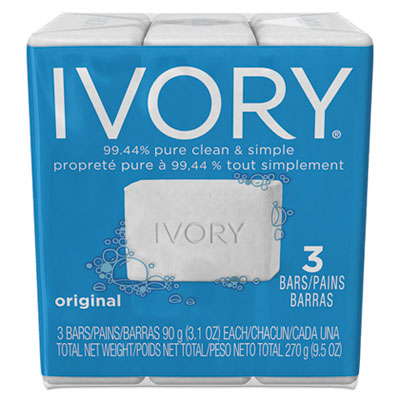 IVORY®
99.44% pure clean & simple
propreté pure à 99,44 % tout simplement
IVORY
3
BARS/PAINS
BARRAS
original
3 BARS/PAINS/BARRAS 90 g (3.1 OZ) EACH/CHACUN/CADA UNA
TOTAL NET WEIGHT/POIDS NET TOTAL/PESO NETO TOTAL 270 g (9.5 OZ)